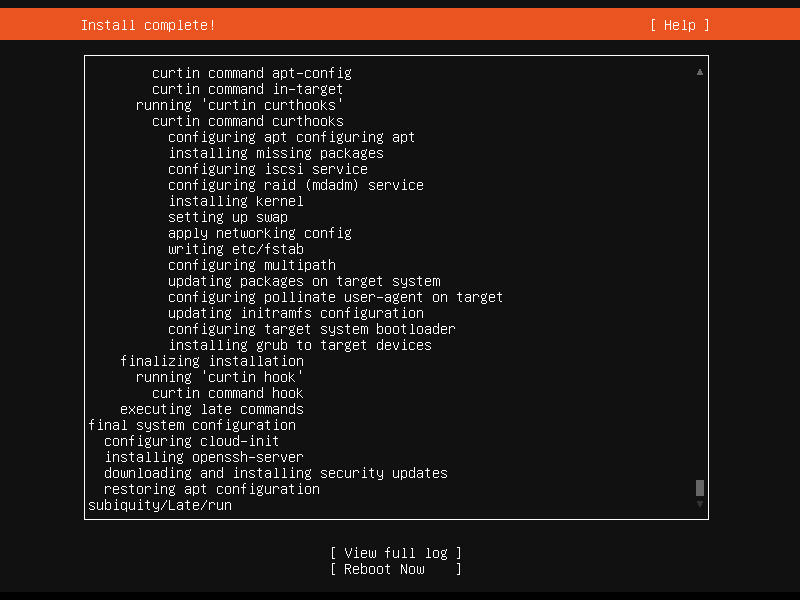 Install complete! [ Help ]
curtin command apt-config
curtin command in-target
running 'curtin curthooks'
curtin command curthooks
configuring apt configuring apt
installing missing packages
configuring iscsi service
configuring raid (mdadm) service
installing kernel
setting up swap
apply networking config
writing etc/fstab
configuring multipath
updating packages on target system
configuring pollinate user-agent on target
updating initramfs configuration
configuring target system bootloader
installing grub to target devices
finalizing installation
running 'curtin hook'
curtin command hook
executing late commands
final system configuration
configuring cloud-init
installing openssh-server
downloading and installing security updates
restoring apt configuration
subiquity/Late/run
[ View full log ]
[ Reboot Now ]